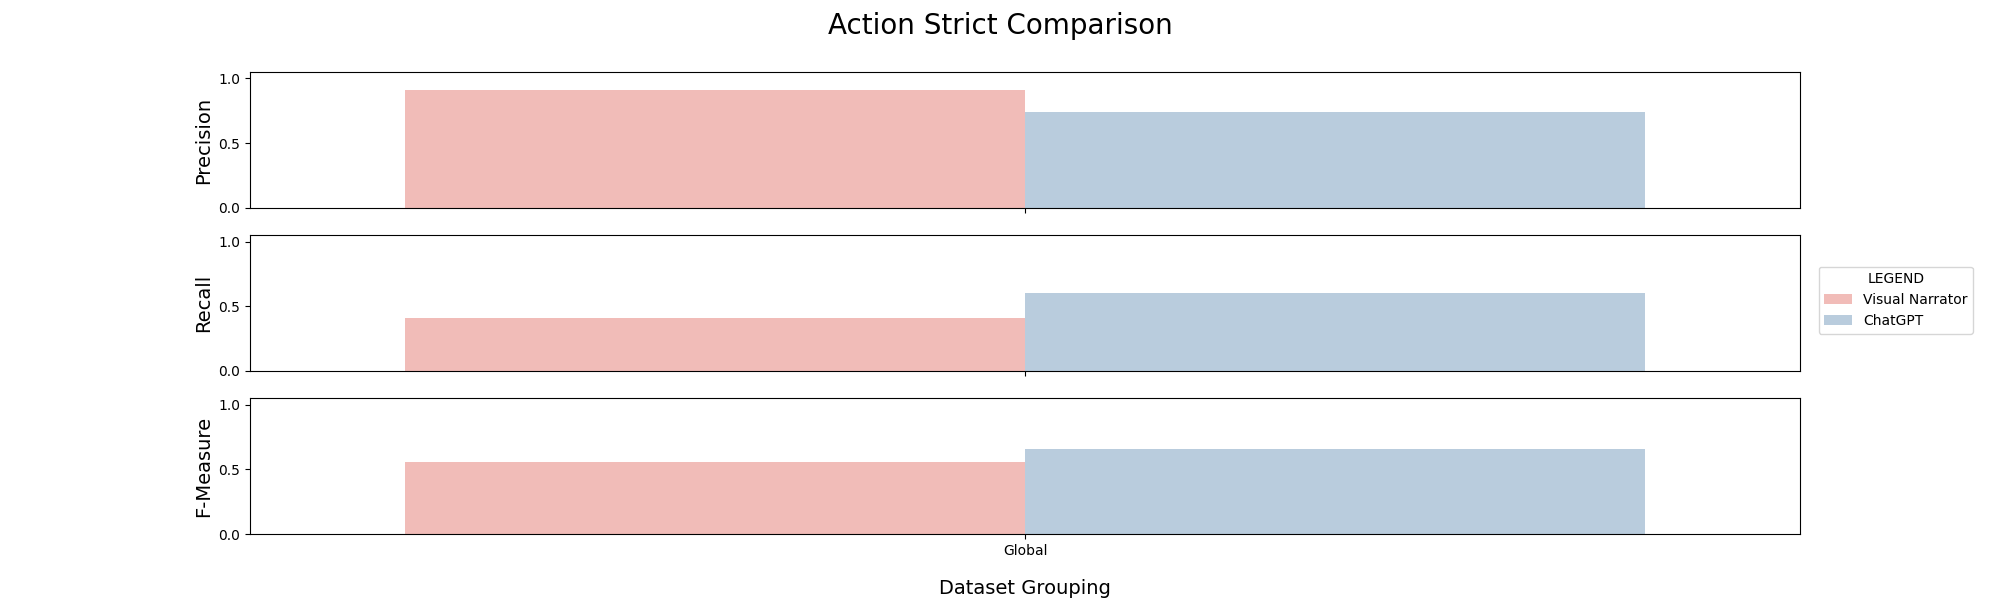 Action Strict Comparison
1.0
0.5
0.0
Precision
1.0
0.5
0.0
Recall
1.0
0.5
0.0
F-Measure
Global
Dataset Grouping
LEGEND
Visual Narrator
ChatGPT